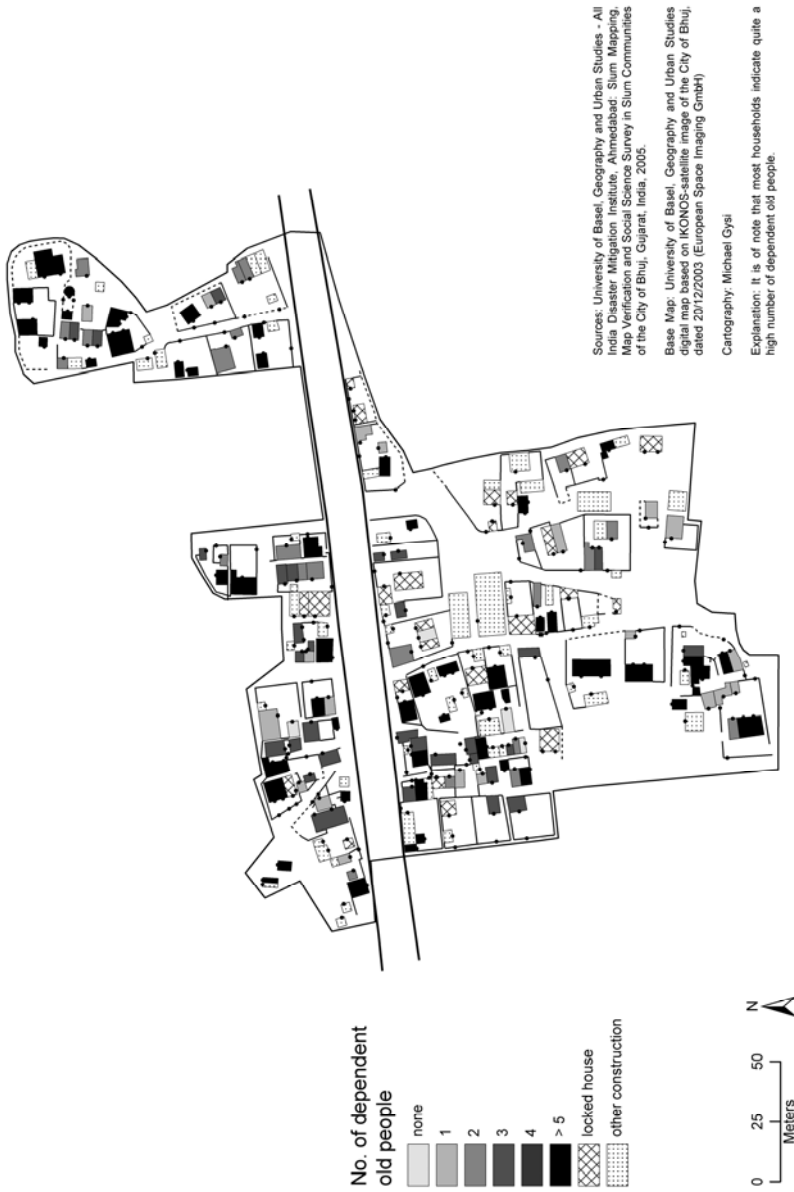 No. of dependent
old people
none
1
2
3
4
> 5
locked house
other construction
0 25 50
Meters
N
Sources: University of Basel, Geography and Urban Studies - All
India Disaster Mitigation Institute, Ahmedabad: Slum Mapping,
Map Verification and Social Science Survey in Slum Communities
of the City of Bhuj, Gujarat, India, 2005.
Base Map: University of Basel, Geography and Urban Studies
digital map based on IKONOS-satellite image of the City of Bhuj,
dated 20/12/2003 (European Space Imaging GmbH)
Cartography: Michael Gysi
Explanation: It is of note that most households indicate quite a
high number of dependent old people.